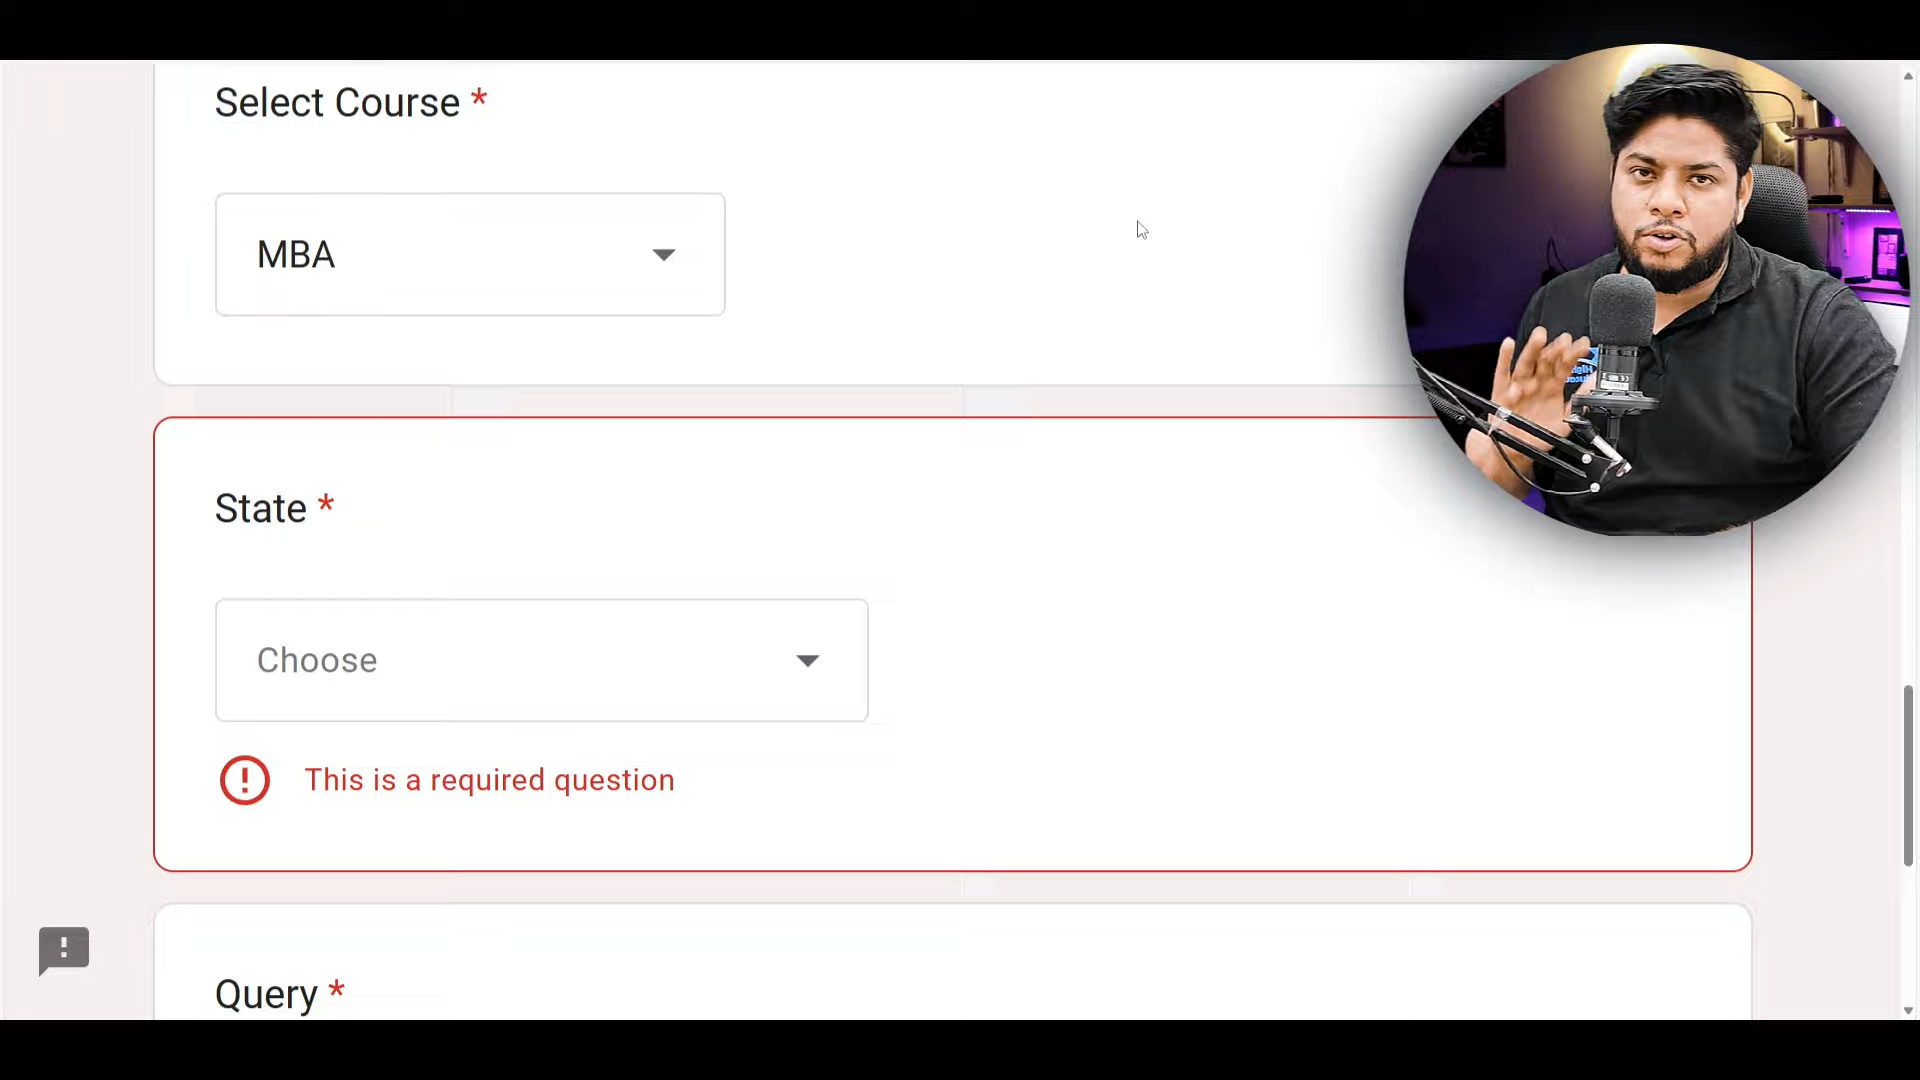 Select Course *
MBA
State *
Choose
This is a required question
Query *